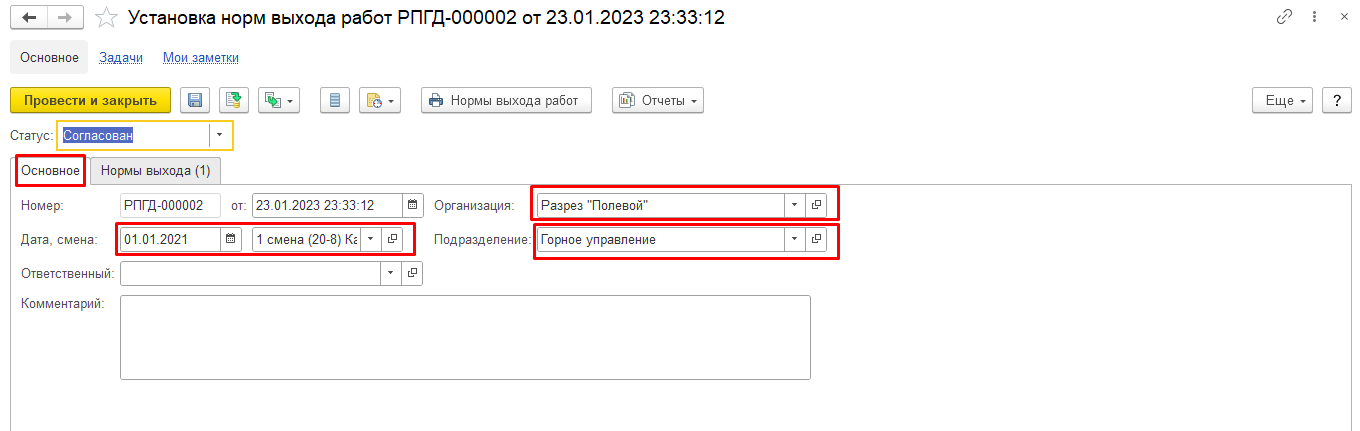 Установка норм выхода работ РПГД-000002 от 23.01.2023 23:33:12
Основное Задачи Мои заметки
Провести и закрыть Нормы выхода работ Отчеты Еще ?
Статус: Согласован
Основное Нормы выхода (1)
Номер: РПГД-000002 от: 23.01.2023 23:33:12 Организация: Разрез "Полевой"
Дата, смена: 01.01.2021 1 смена (20-8) Ка Подразделение: Горное управление
Ответственный:
Комментарий: